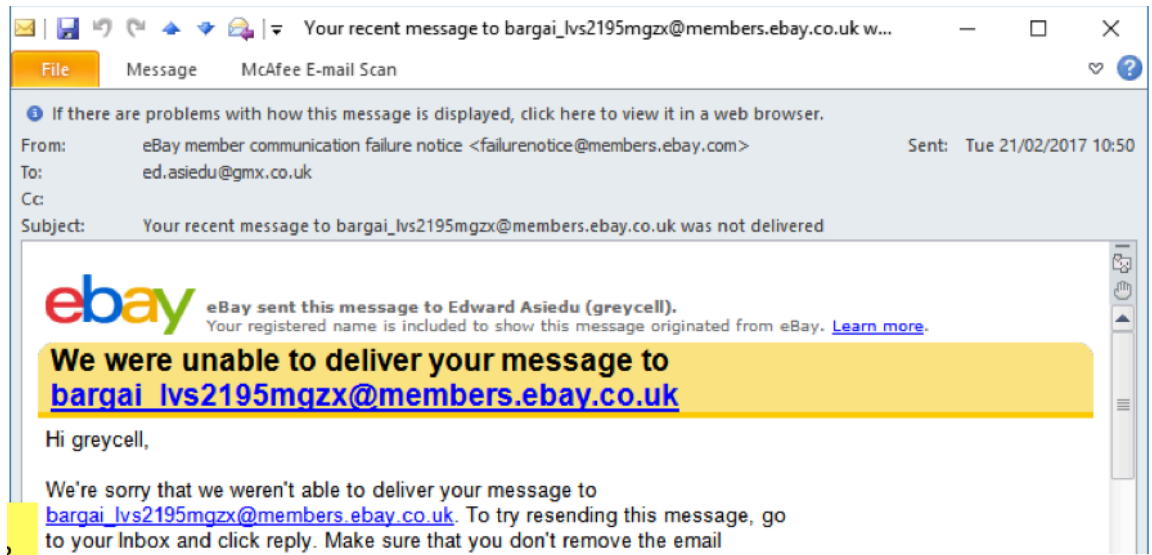 Your recent message to bargai_lvs2195mgzx@members.ebay.co.uk w...
File Message McAfee E-mail Scan
If there are problems with how this message is displayed, click here to view it in a web browser.
From: eBay member communication failure notice <failurenotice@members.ebay.com> Sent: Tue 21/02/2017 10:50
To: ed.asiedu@gmx.co.uk
Cc:
Subject: Your recent message to bargai_lvs2195mgzx@members.ebay.co.uk was not delivered
ebay
eBay sent this message to Edward Asiedu (greycell).
Your registered name is included to show this message originated from eBay. Learn more.
We were unable to deliver your message to
bargai_lvs2195mgzx@members.ebay.co.uk
Hi greycell,
We're sorry that we weren't able to deliver your message to
bargai_lvs2195mgzx@members.ebay.co.uk. To try resending this message, go
to your Inbox and click reply. Make sure that you don't remove the email